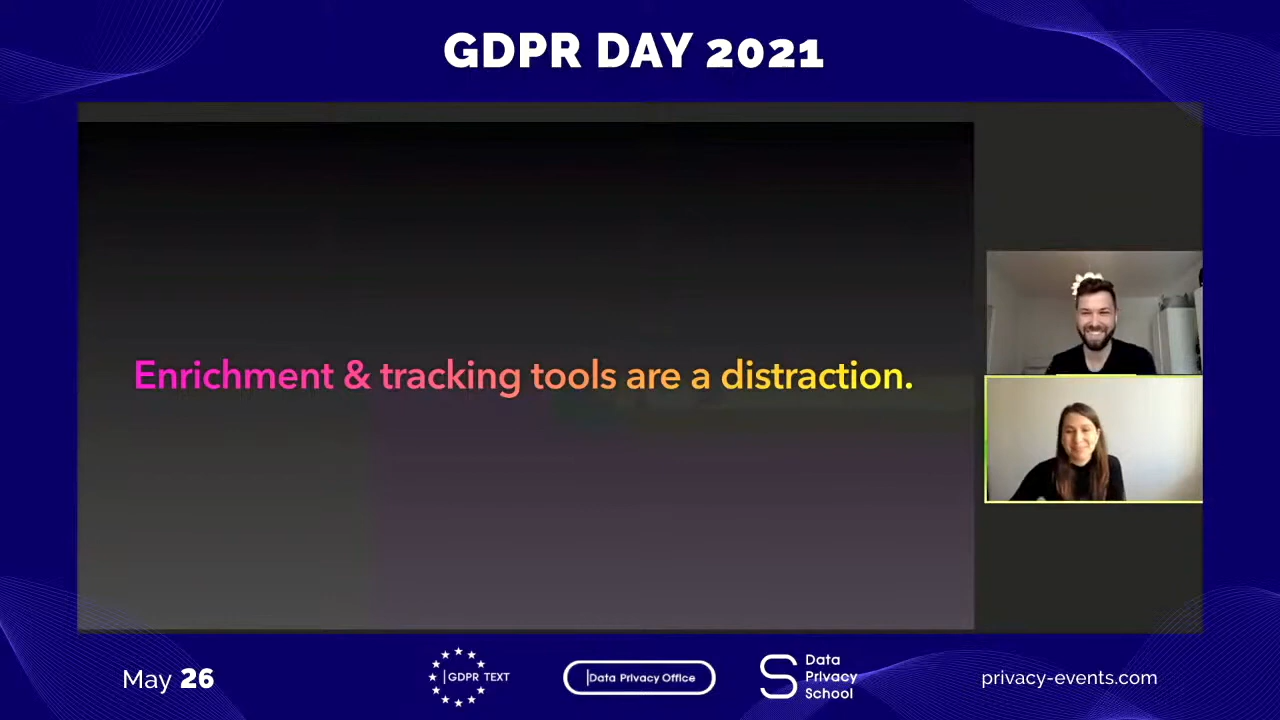 GDPR DAY 2021
Enrichment & tracking tools are a distraction.
May 26
GDPR TEXT
Data Privacy Office
Data
Privacy
School
privacy-events.com